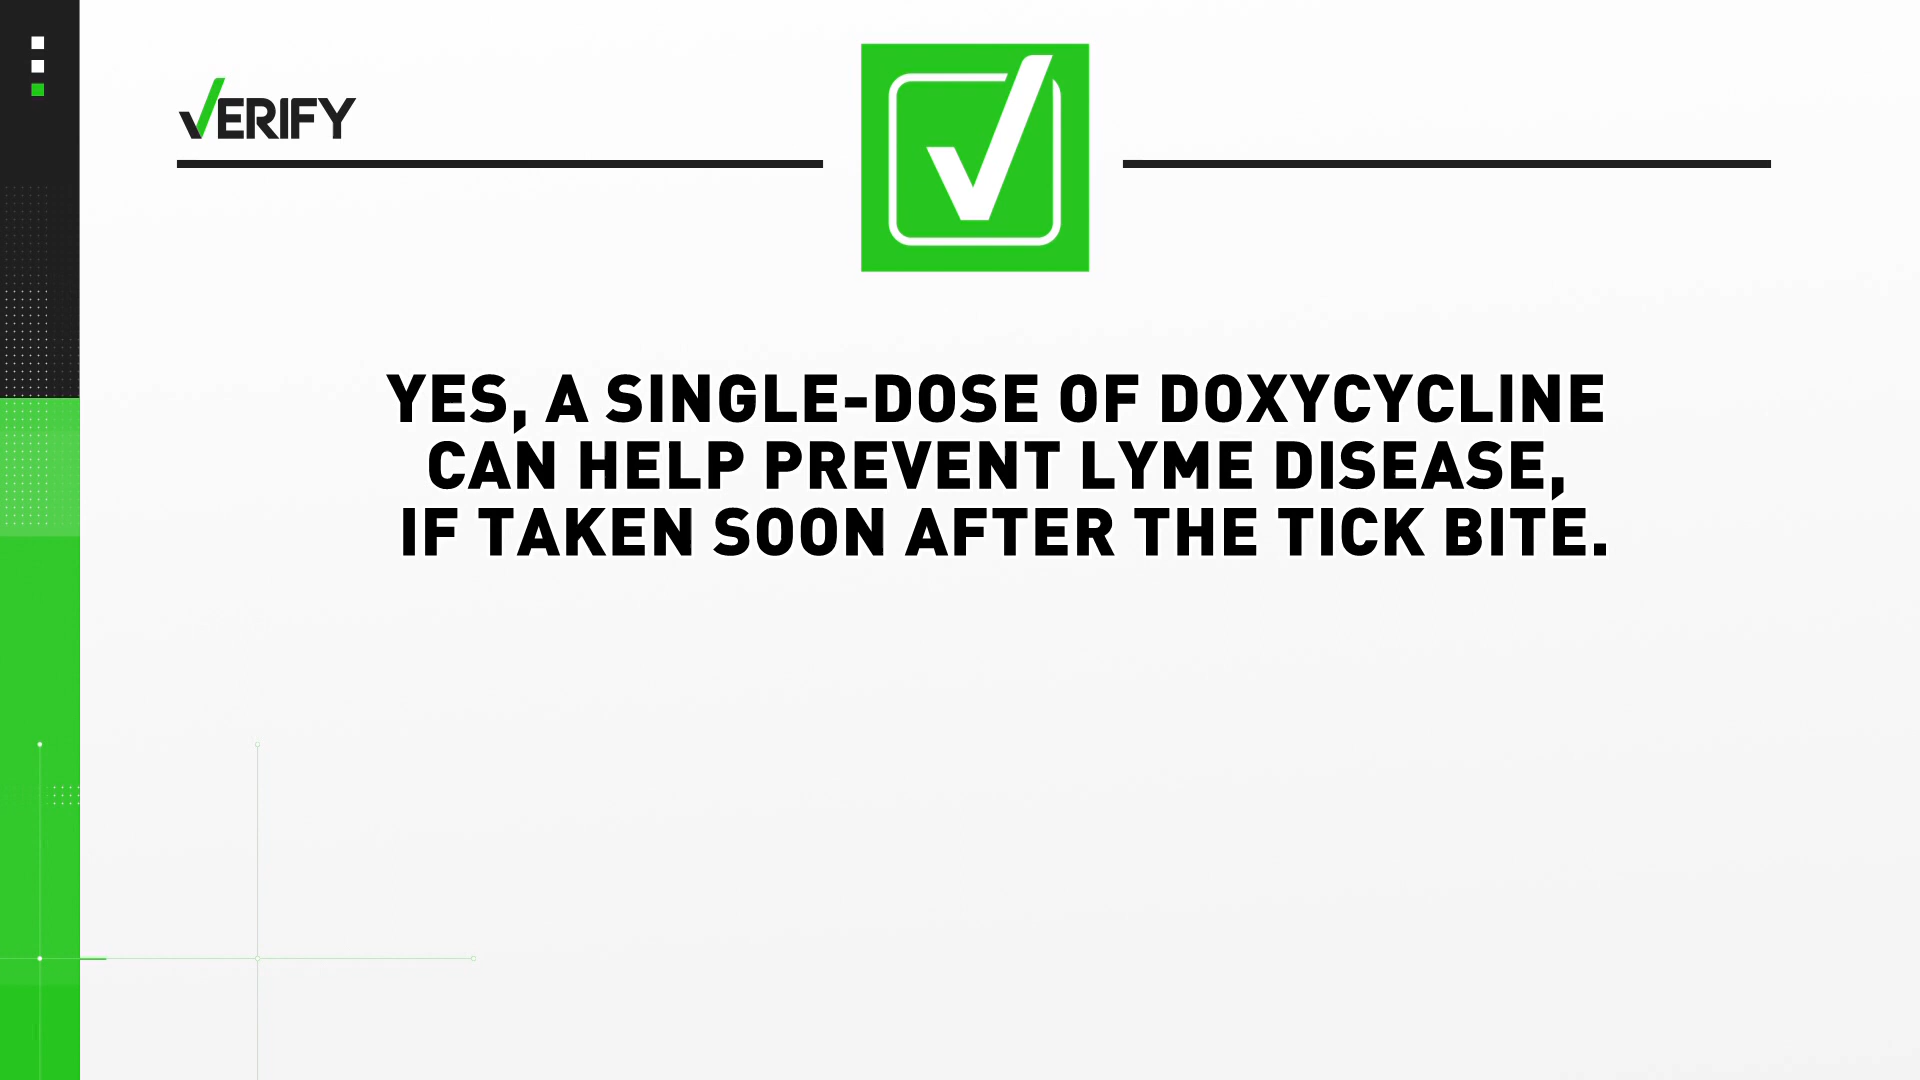 VERIFY
YES, A SINGLE-DOSE OF DOXYCYCLINE
CAN HELP PREVENT LYME DISEASE,
IF TAKEN SOON AFTER THE TICK BITE.